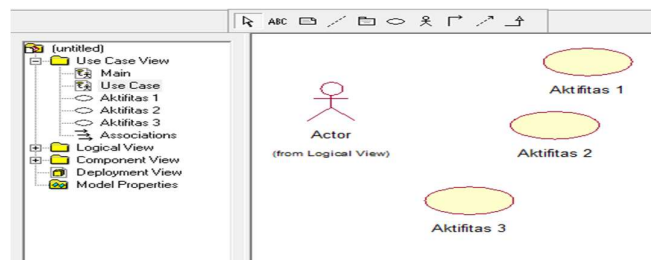 ABC
(untitled)
Use Case View
Main
Use Case
Aktifitas 1
Aktifitas 2
Aktifitas 3
Associations
Logical View
Component View
Deployment View
Model Properties
Actor
(from Logical View)
Aktifitas 1
Aktifitas 2
Aktifitas 3